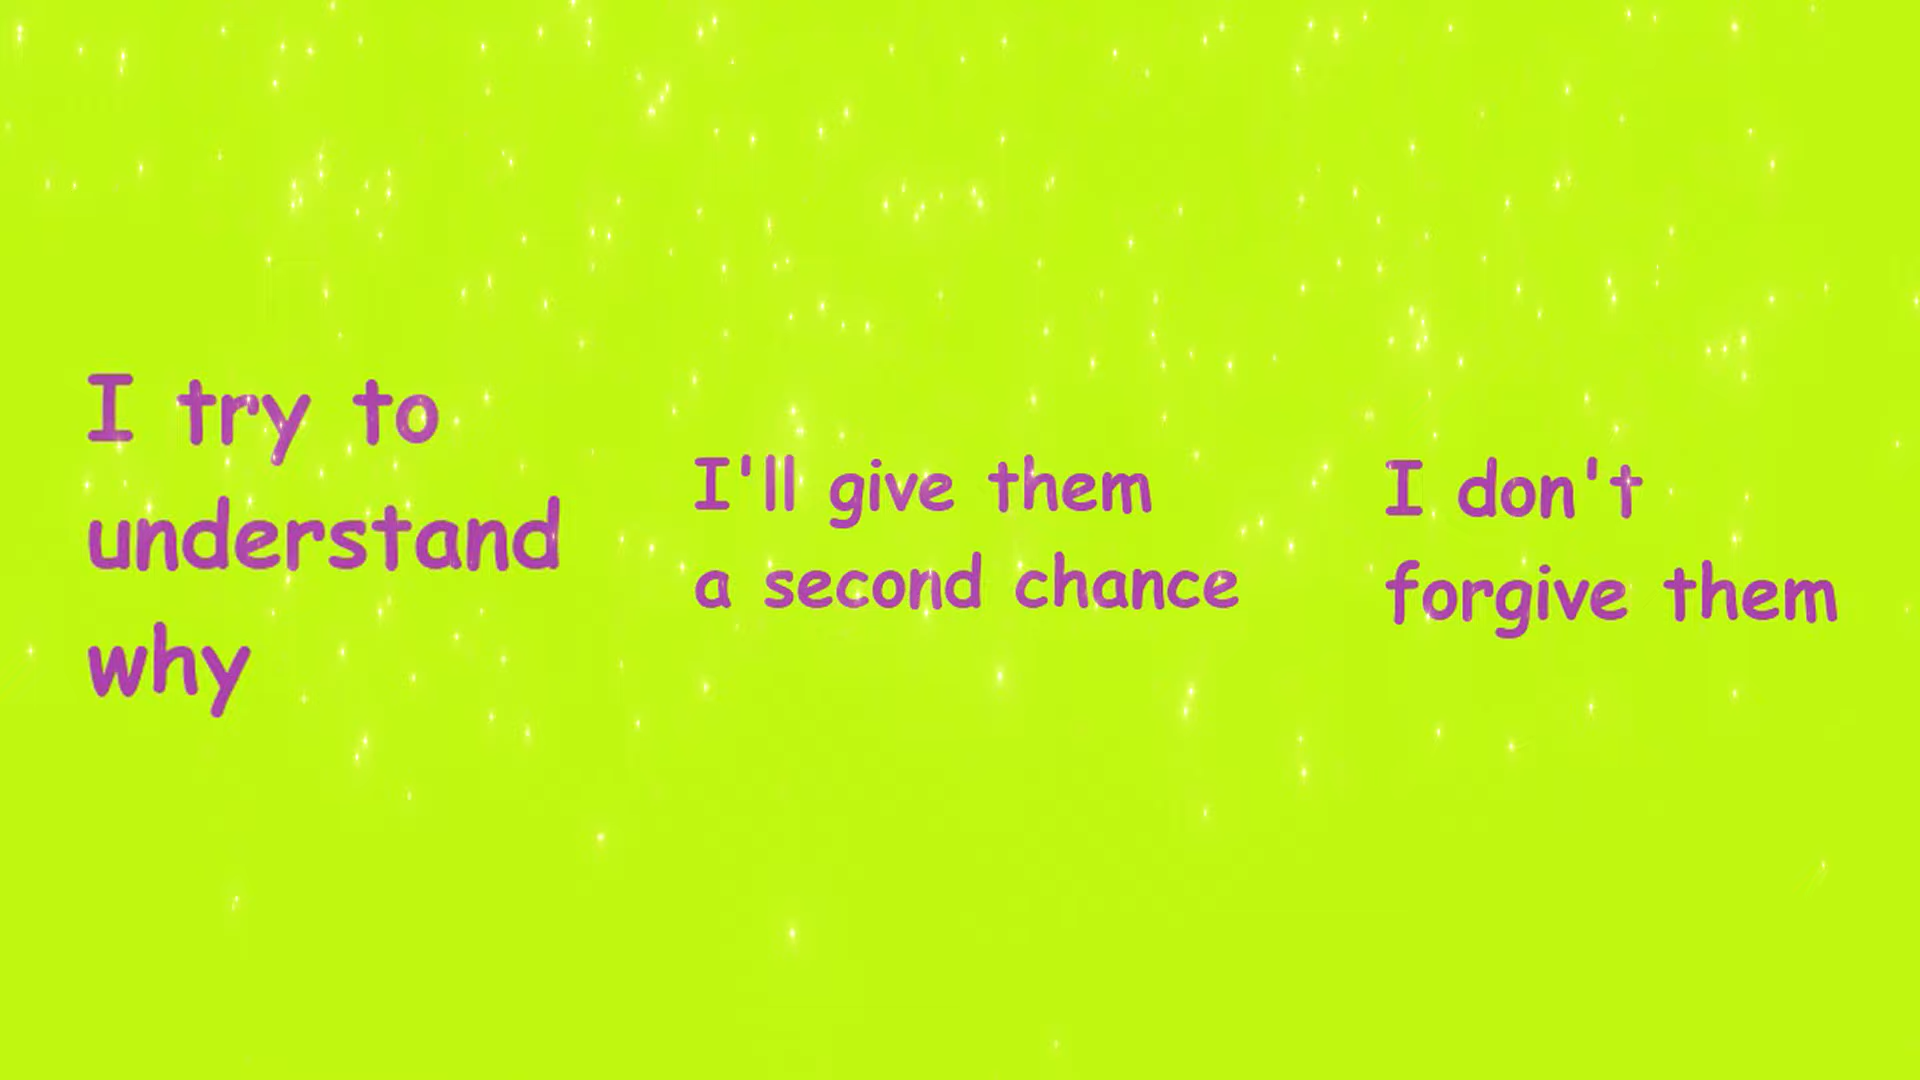 I try to
understand
why
I'll give them
a second chance
I don't
forgive them